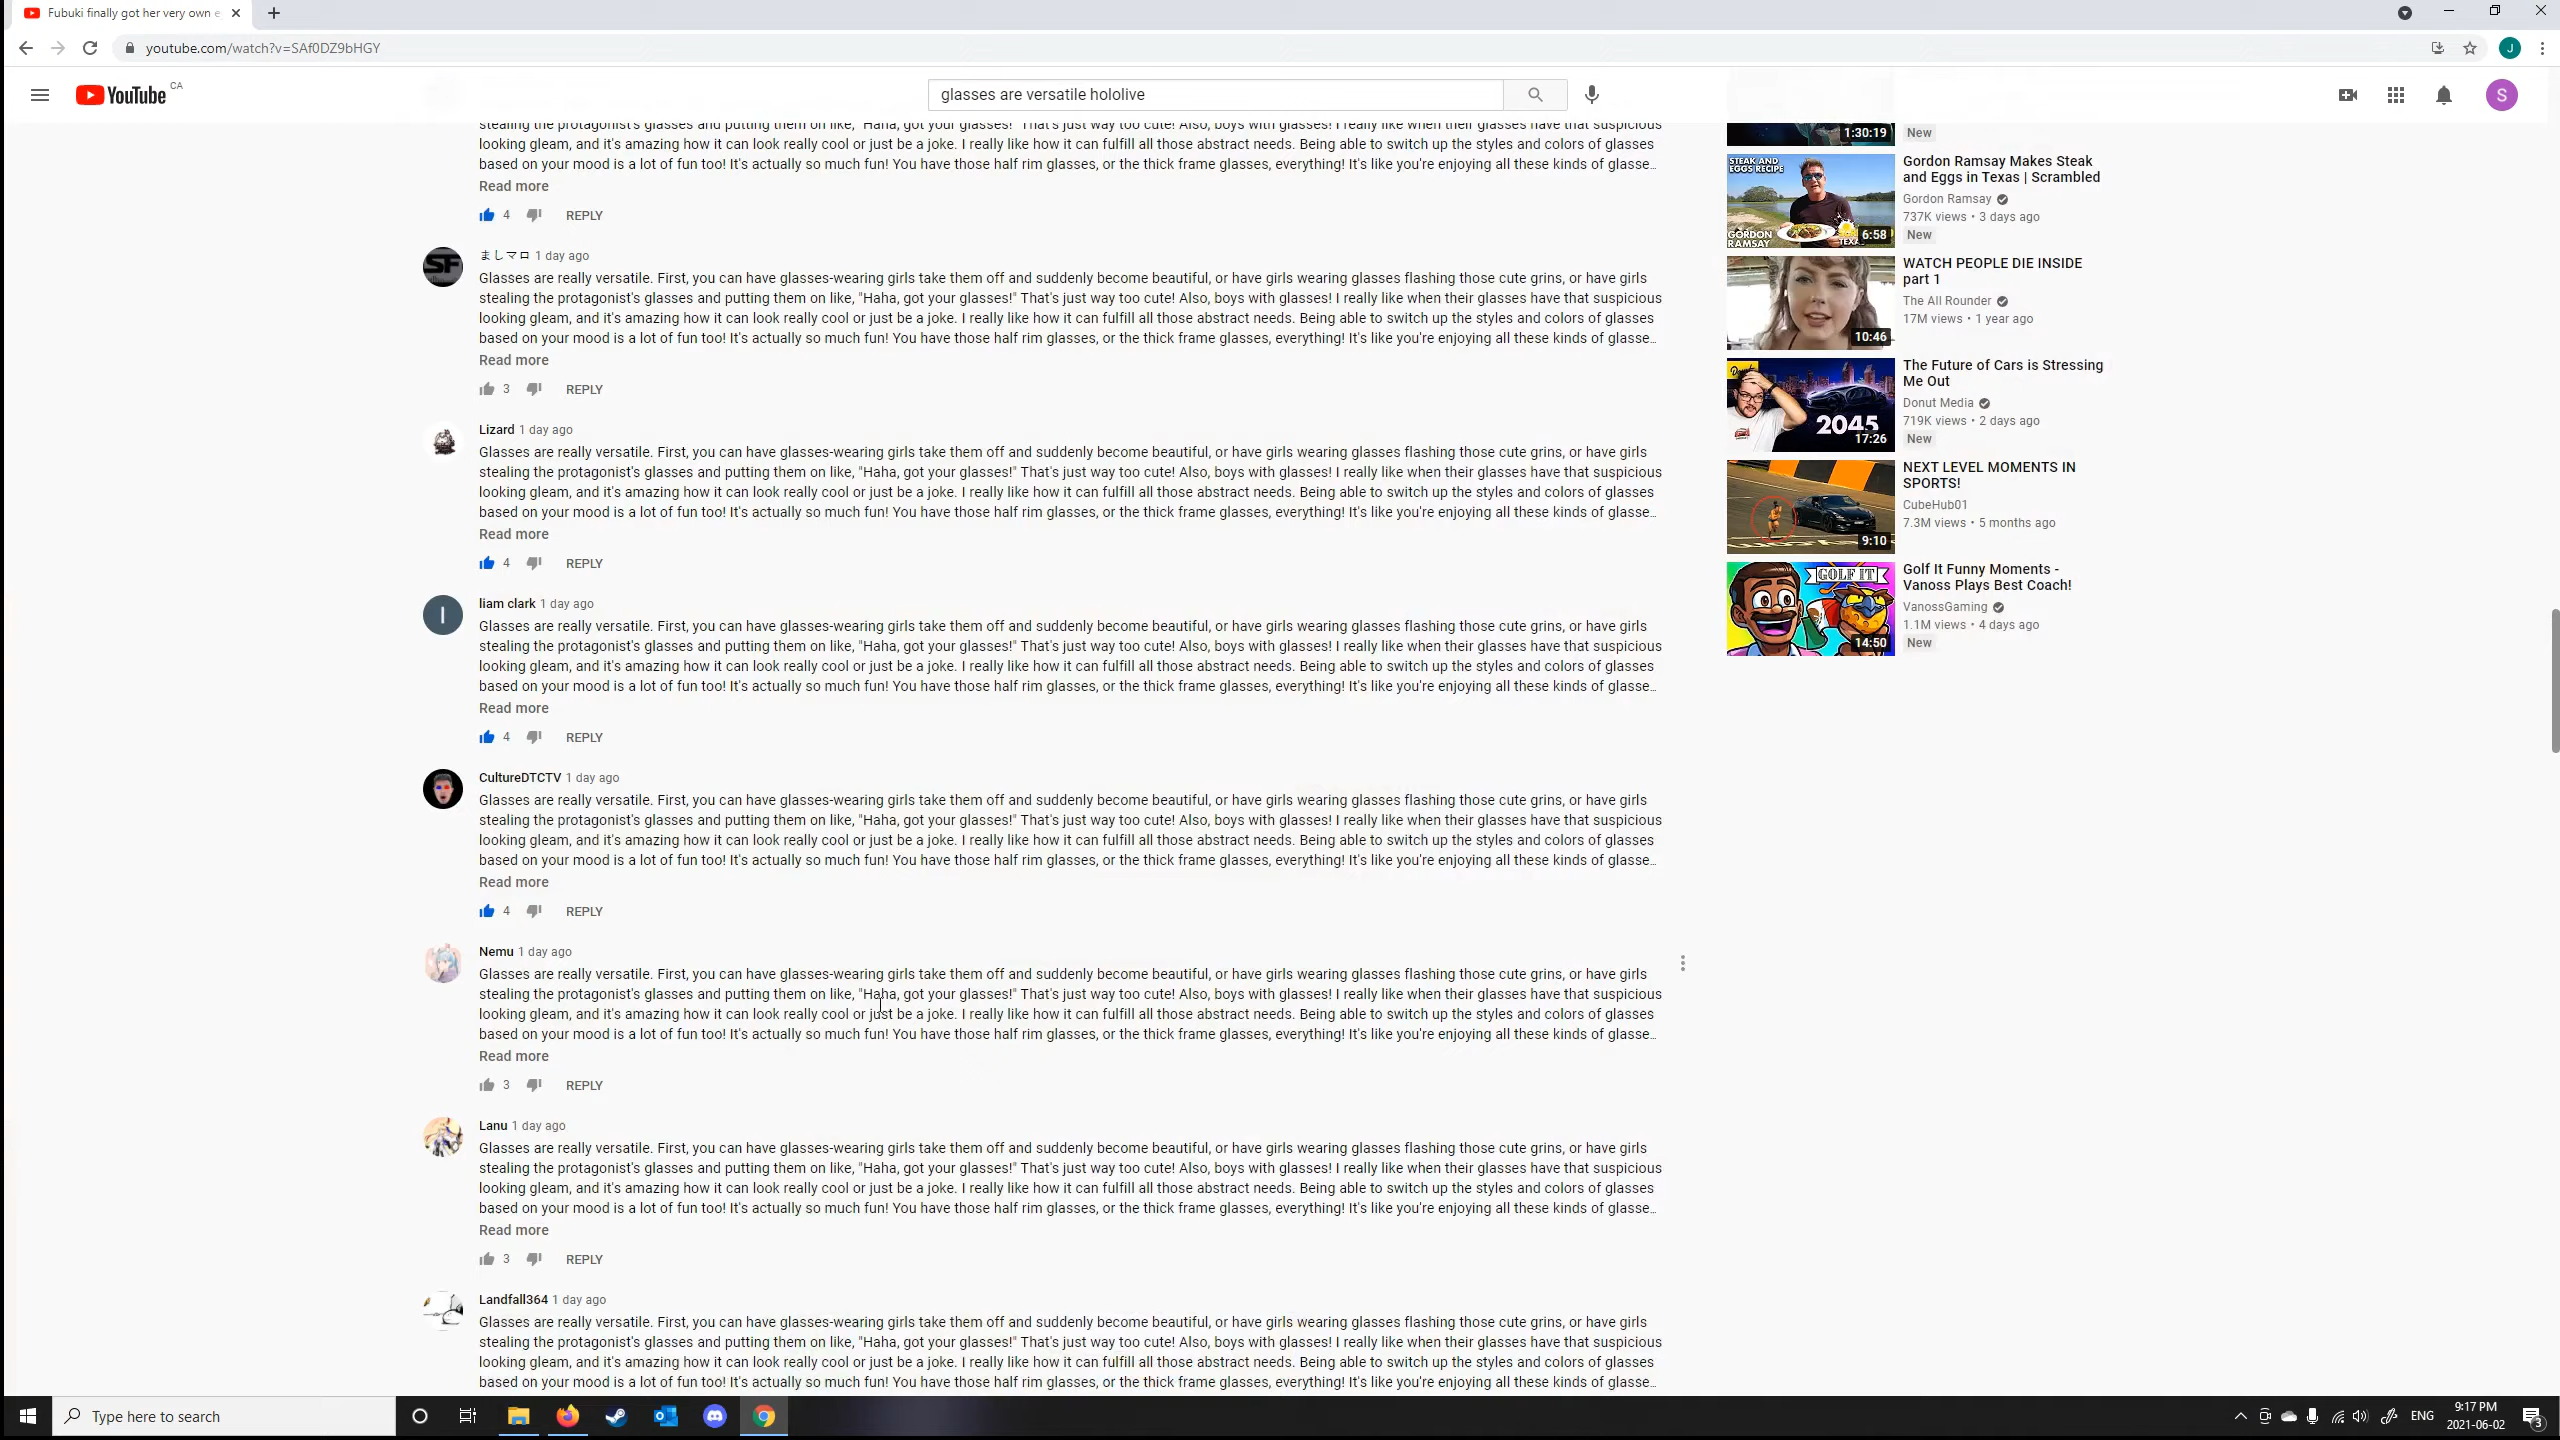 Fubuki finally got her very own e
youtube.com/watch?v=SAf0DZ9bHGY
J
YouTube CA
glasses are versatile hololive
S
stealing the protagonist's glasses and putting them on like, "Haha, got your glasses!" That's just way too cute! Also, boys with glasses! I really like when their glasses have that suspicious
looking gleam, and it's amazing how it can look really cool or just be a joke. I really like how it can fulfill all those abstract needs. Being able to switch up the styles and colors of glasses
based on your mood is a lot of fun too! It's actually so much fun! You have those half rim glasses, or the thick frame glasses, everything! It's like you're enjoying all these kinds of glasse...
Read more
4 REPLY
SF
ましマロ 1 day ago
Glasses are really versatile. First, you can have glasses-wearing girls take them off and suddenly become beautiful, or have girls wearing glasses flashing those cute grins, or have girls
stealing the protagonist's glasses and putting them on like, "Haha, got your glasses!" That's just way too cute! Also, boys with glasses! I really like when their glasses have that suspicious
looking gleam, and it's amazing how it can look really cool or just be a joke. I really like how it can fulfill all those abstract needs. Being able to switch up the styles and colors of glasses
based on your mood is a lot of fun too! It's actually so much fun! You have those half rim glasses, or the thick frame glasses, everything! It's like you're enjoying all these kinds of glasse...
Read more
3 REPLY
Lizard 1 day ago
Glasses are really versatile. First, you can have glasses-wearing girls take them off and suddenly become beautiful, or have girls wearing glasses flashing those cute grins, or have girls
stealing the protagonist's glasses and putting them on like, "Haha, got your glasses!" That's just way too cute! Also, boys with glasses! I really like when their glasses have that suspicious
looking gleam, and it's amazing how it can look really cool or just be a joke. I really like how it can fulfill all those abstract needs. Being able to switch up the styles and colors of glasses
based on your mood is a lot of fun too! It's actually so much fun! You have those half rim glasses, or the thick frame glasses, everything! It's like you're enjoying all these kinds of glasse...
Read more
4 REPLY
l
liam clark 1 day ago
Glasses are really versatile. First, you can have glasses-wearing girls take them off and suddenly become beautiful, or have girls wearing glasses flashing those cute grins, or have girls
stealing the protagonist's glasses and putting them on like, "Haha, got your glasses!" That's just way too cute! Also, boys with glasses! I really like when their glasses have that suspicious
looking gleam, and it's amazing how it can look really cool or just be a joke. I really like how it can fulfill all those abstract needs. Being able to switch up the styles and colors of glasses
based on your mood is a lot of fun too! It's actually so much fun! You have those half rim glasses, or the thick frame glasses, everything! It's like you're enjoying all these kinds of glasse...
Read more
4 REPLY
CultureDTCTV 1 day ago
Glasses are really versatile. First, you can have glasses-wearing girls take them off and suddenly become beautiful, or have girls wearing glasses flashing those cute grins, or have girls
stealing the protagonist's glasses and putting them on like, "Haha, got your glasses!" That's just way too cute! Also, boys with glasses! I really like when their glasses have that suspicious
looking gleam, and it's amazing how it can look really cool or just be a joke. I really like how it can fulfill all those abstract needs. Being able to switch up the styles and colors of glasses
based on your mood is a lot of fun too! It's actually so much fun! You have those half rim glasses, or the thick frame glasses, everything! It's like you're enjoying all these kinds of glasse...
Read more
4 REPLY
Nemu 1 day ago
Glasses are really versatile. First, you can have glasses-wearing girls take them off and suddenly become beautiful, or have girls wearing glasses flashing those cute grins, or have girls
stealing the protagonist's glasses and putting them on like, "Haha, got your glasses!" That's just way too cute! Also, boys with glasses! I really like when their glasses have that suspicious
looking gleam, and it's amazing how it can look really cool or just be a joke. I really like how it can fulfill all those abstract needs. Being able to switch up the styles and colors of glasses
based on your mood is a lot of fun too! It's actually so much fun! You have those half rim glasses, or the thick frame glasses, everything! It's like you're enjoying all these kinds of glasse...
Read more
3 REPLY
Lanu 1 day ago
Glasses are really versatile. First, you can have glasses-wearing girls take them off and suddenly become beautiful, or have girls wearing glasses flashing those cute grins, or have girls
stealing the protagonist's glasses and putting them on like, "Haha, got your glasses!" That's just way too cute! Also, boys with glasses! I really like when their glasses have that suspicious
looking gleam, and it's amazing how it can look really cool or just be a joke. I really like how it can fulfill all those abstract needs. Being able to switch up the styles and colors of glasses
based on your mood is a lot of fun too! It's actually so much fun! You have those half rim glasses, or the thick frame glasses, everything! It's like you're enjoying all these kinds of glasse...
Read more
3 REPLY
Landfall364 1 day ago
Glasses are really versatile. First, you can have glasses-wearing girls take them off and suddenly become beautiful, or have girls wearing glasses flashing those cute grins, or have girls
stealing the protagonist's glasses and putting them on like, "Haha, got your glasses!" That's just way too cute! Also, boys with glasses! I really like when their glasses have that suspicious
looking gleam, and it's amazing how it can look really cool or just be a joke. I really like how it can fulfill all those abstract needs. Being able to switch up the styles and colors of glasses
based on your mood is a lot of fun too! It's actually so much fun! You have those half rim glasses, or the thick frame glasses, everything! It's like you're enjoying all these kinds of glasse...
1:30:19
New
STEAK AND
EGGS RECIPE
GORDON
RAMSAY
6:58
Gordon Ramsay Makes Steak
and Eggs in Texas | Scrambled
Gordon Ramsay
737K views • 3 days ago
New
10:46
WATCH PEOPLE DIE INSIDE
part 1
The All Rounder
17M views • 1 year ago
2045
17:26
The Future of Cars is Stressing
Me Out
Donut Media
719K views • 2 days ago
New
9:10
NEXT LEVEL MOMENTS IN
SPORTS!
CubeHub01
7.3M views • 5 months ago
GOLF IT
14:50
Golf It Funny Moments -
Vanoss Plays Best Coach!
VanossGaming
1.1M views • 4 days ago
New
Type here to search
ENG
9:17 PM
2021-06-02
3